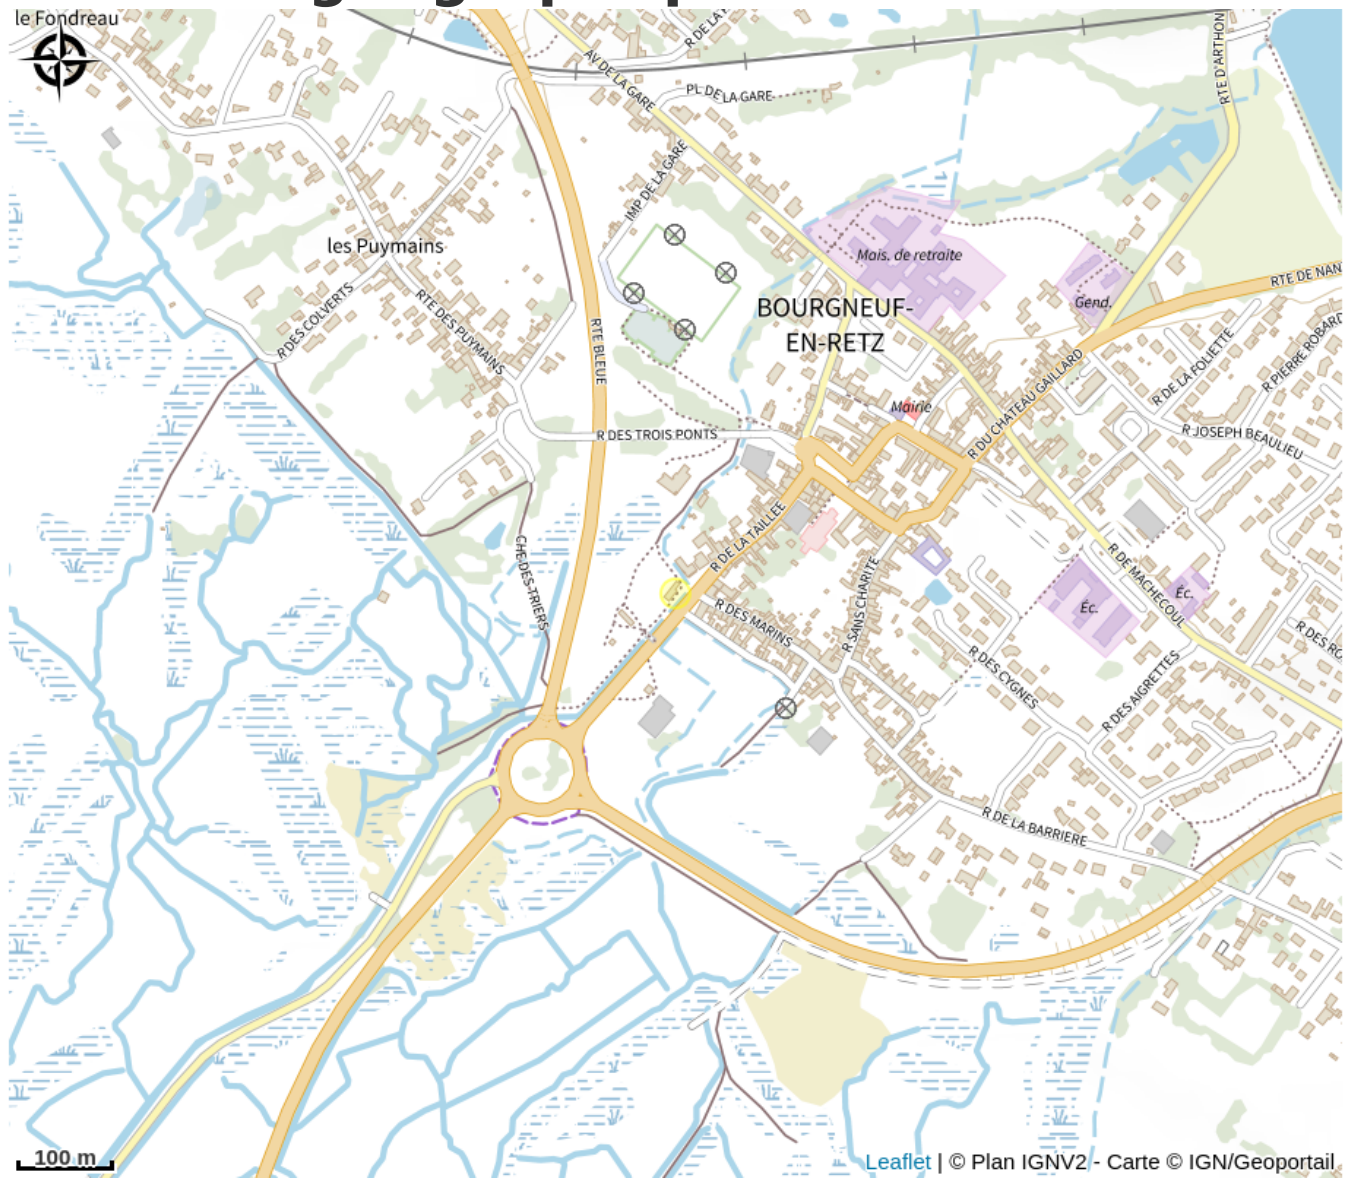 le Fondreau
R DE LA
AV DE LA GARE
PL DE LA GARE
RTE D'ARTHON
IMP DE LA GARE
les Puymains
Mais. de retraite
RTE DE NAN
Gend.
R DES COLVERTS
RTE DES PUYMAINS
RTE BLEUE
BOURGNEUF-
EN-RETZ
R DE LA FOLIETTE
R PIERRE ROBARD
R DU CHATEAU GAILLARD
Mairie
R DES TROIS PONTS
R JOSEPH BEAULIEU
R DE LA TAILLEE
CHE DES TRIERS
R SANS CHARITE
R DE MACHECOUL
Éc.
Éc.
R DES MARINS
R DES CYGNES
R DES AIGRETTES
R DES RO
R DE LA BARRIERE
100 m
Leaflet | © Plan IGNV2 - Carte © IGN/Geoportail